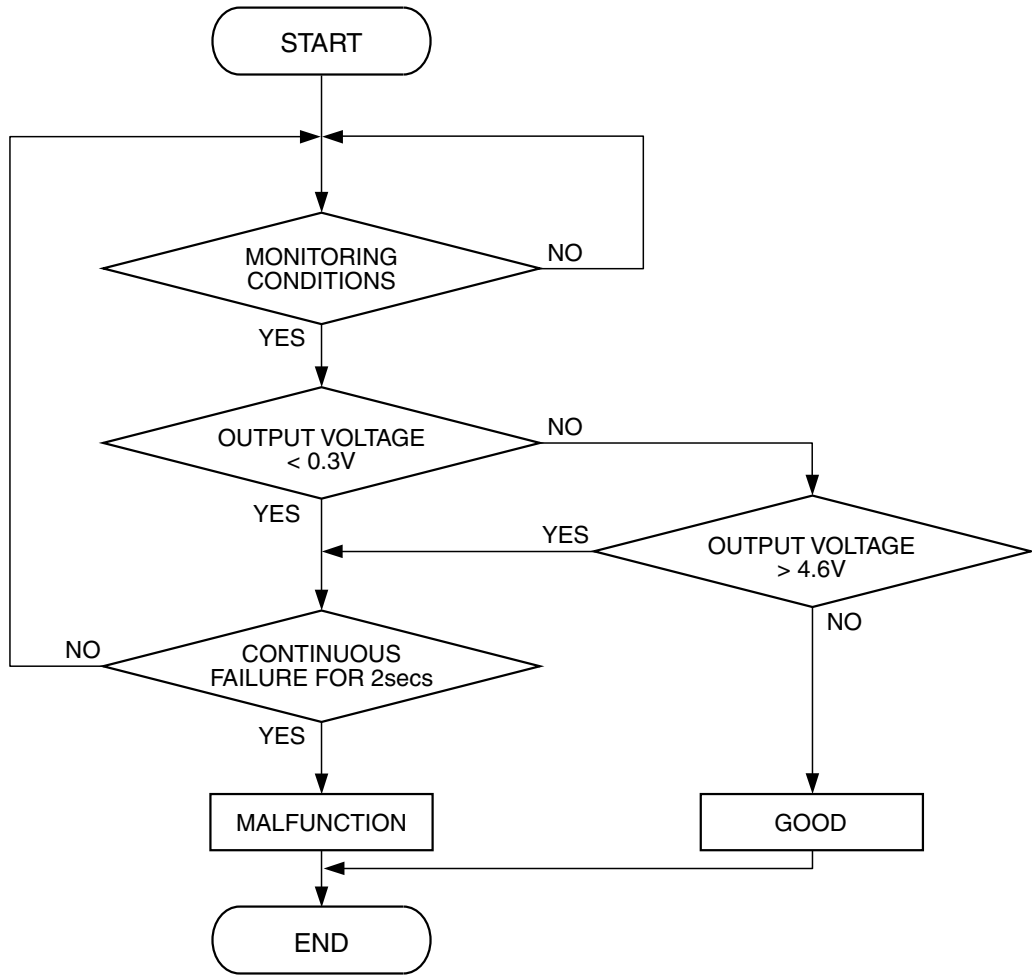 START
MONITORING
CONDITIONS
NO
YES
OUTPUT VOLTAGE
< 0.3V
NO
YES
YES
OUTPUT VOLTAGE
> 4.6V
NO
NO
CONTINUOUS
FAILURE FOR 2secs
YES
MALFUNCTION
GOOD
END